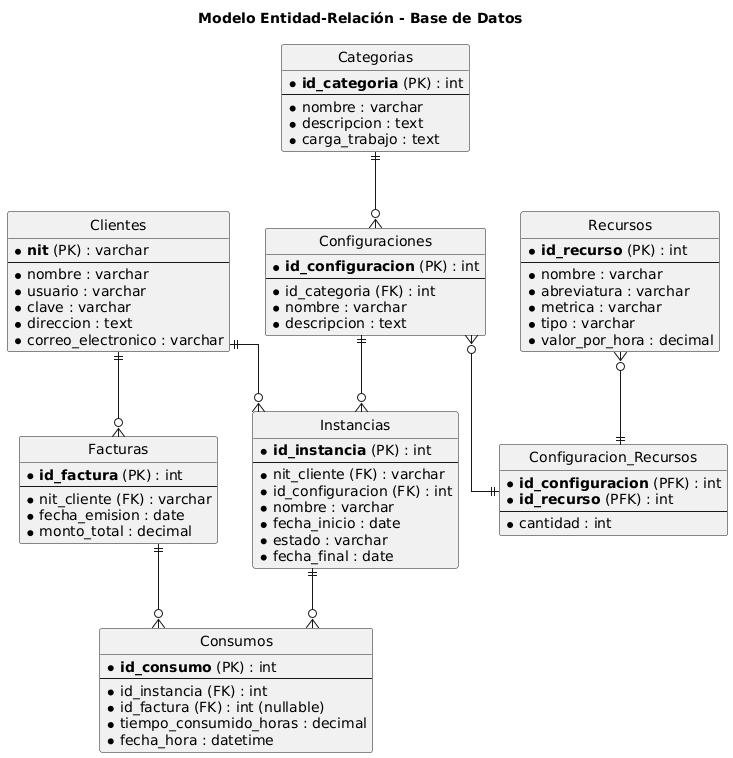 Modelo Entidad-Relación - Base de Datos
Categorias
id_categoria (PK) : int
nombre : varchar
descripcion : text
carga_trabajo : text
Clientes
nit (PK) : varchar
nombre : varchar
usuario : varchar
clave : varchar
direccion : text
correo_electronico : varchar
Configuraciones
id_configuracion (PK) : int
id_categoria (FK) : int
nombre : varchar
descripcion : text
Recursos
id_recurso (PK) : int
nombre : varchar
abreviatura : varchar
metrica : varchar
tipo : varchar
valor_por_hora : decimal
Facturas
id_factura (PK) : int
nit_cliente (FK) : varchar
fecha_emision : date
monto_total : decimal
Instancias
id_instancia (PK) : int
nit_cliente (FK) : varchar
id_configuracion (FK) : int
nombre : varchar
fecha_inicio : date
estado : varchar
fecha_final : date
Configuracion_Recursos
id_configuracion (PFK) : int
id_recurso (PFK) : int
cantidad : int
Consumos
id_consumo (PK) : int
id_instancia (FK) : int
id_factura (FK) : int (nullable)
tiempo_consumido_horas : decimal
fecha_hora : datetime